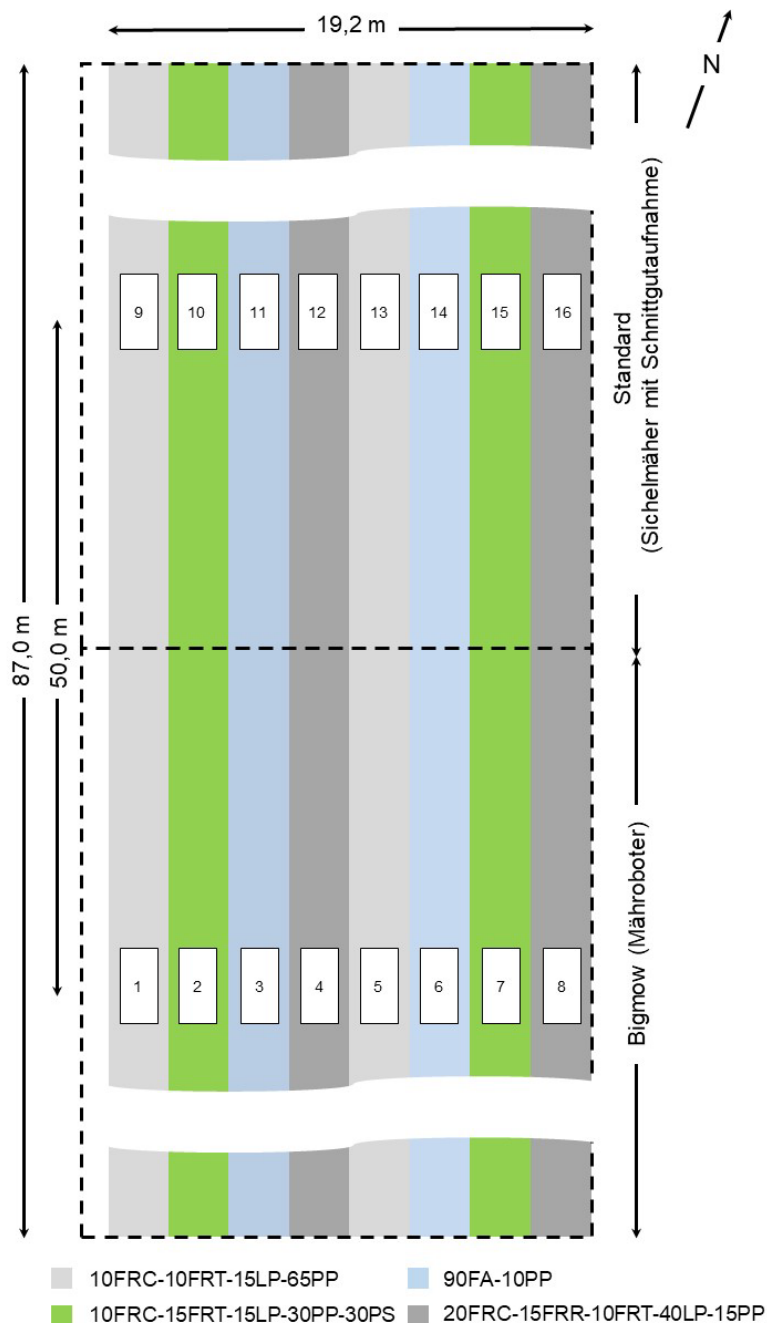 19,2 m
N
87,0 m
50,0 m
Standard
(Sichelmäher mit Schnittgutaufnahme)
9 10 11 12 13 14 15 16
Bigmow (Mähroboter)
1 2 3 4 5 6 7 8
10FRC-10FRT-15LP-65PP
90FA-10PP
10FRC-15FRT-15LP-30PP-30PS
20FRC-15FRR-10FRT-40LP-15PP